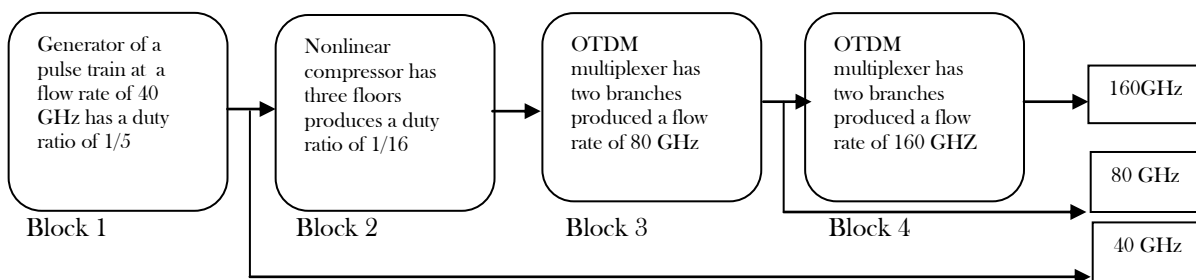 Generator of a
pulse train at a
flow rate of 40
GHz has a duty
ratio of 1/5
Nonlinear
compressor has
three floors
produces a duty
ratio of 1/16
OTDM
multiplexer has
two branches
produced a flow
rate of 80 GHz
OTDM
multiplexer has
two branches
produced a flow
rate of 160 GHZ
160GHz
80 GHz
40 GHz
Block 1
Block 2
Block 3
Block 4